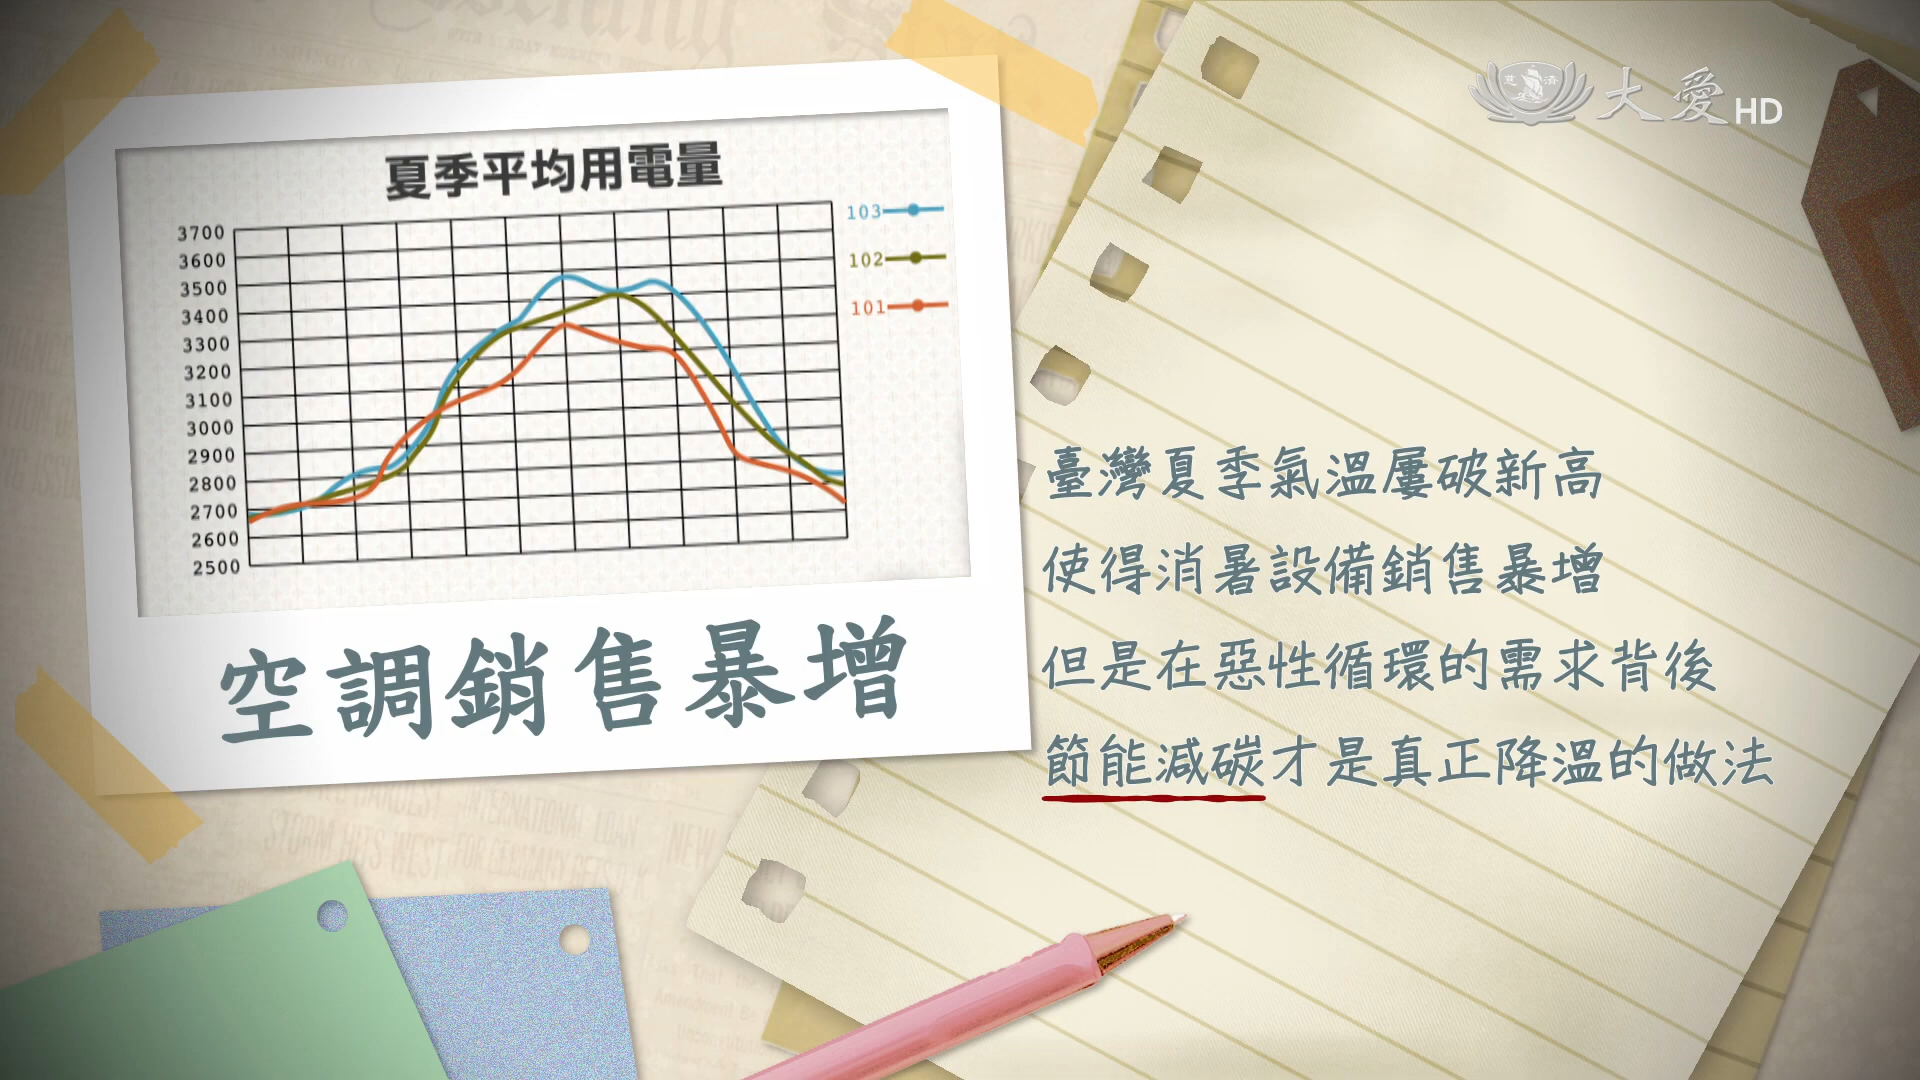 大愛HD
夏季平均用電量
3700
3600
3500
3400
3300
3200
3100
3000
2900
2800
2700
2600
2500
103
102
101
空調銷售暴增
臺灣夏季氣溫屢破新高
使得消暑設備銷售暴增
但是在惡性循環的需求背後
節能減碳才是真正降溫的做法